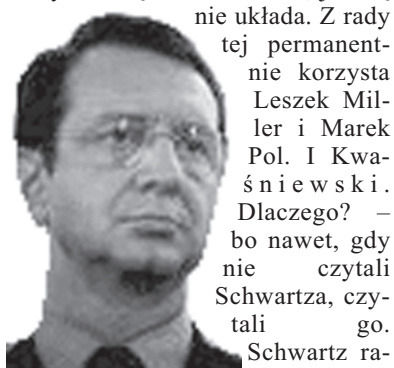 nie układa. Z rady
tej permanent-
nie korzysta
Leszek Mil-
ler i Marek
Pol. I Kwa-
śniewski.
Dlaczego? –
bo nawet, gdy
nie czytali
Schwartza, czy-
tali go.
Schwartz ra-